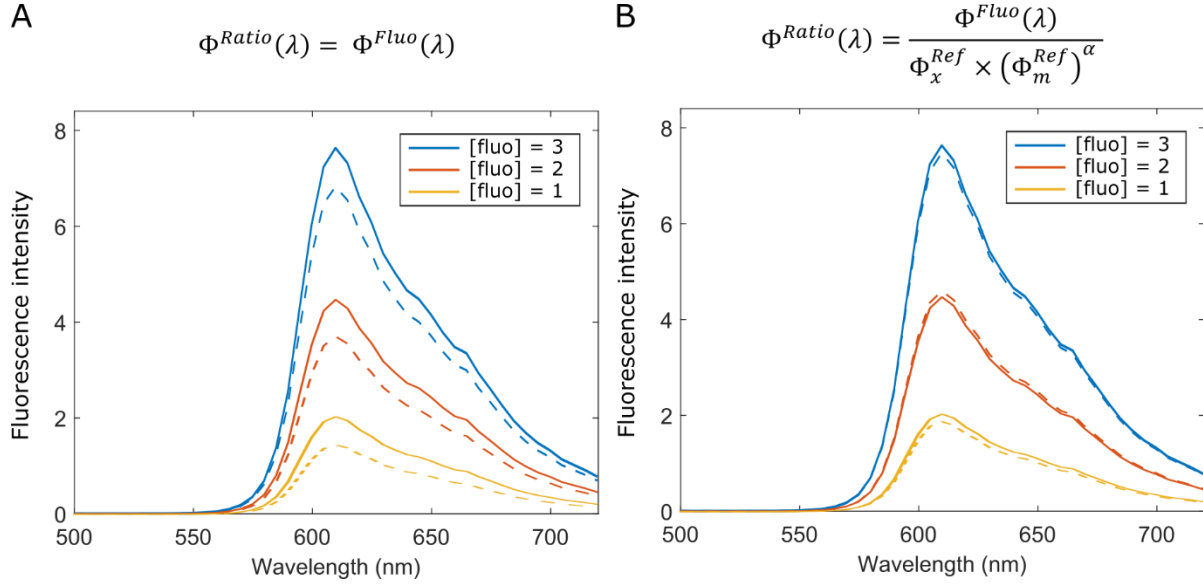 A
Φ^Ratio(λ) = Φ^Fluo(λ)
8
6
4
2
0
Fluorescence intensity
[fluo] = 3
[fluo] = 2
[fluo] = 1
500 550 600 650 700
Wavelength (nm)
B
Φ^Ratio(λ) = Φ^Fluo(λ) / Φ_x^Ref × (Φ_m^Ref)^α
8
6
4
2
0
Fluorescence intensity
[fluo] = 3
[fluo] = 2
[fluo] = 1
500 550 600 650 700
Wavelength (nm)